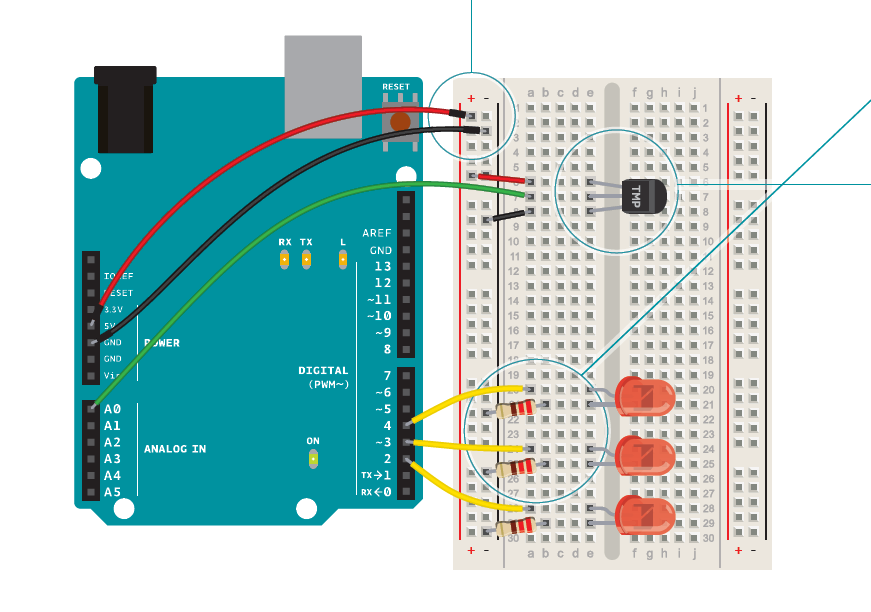 RESET
+ -
a b c d e
f g h i j
+ -
1
2
3
4
5
6
7
8
9
10
11
12
13
14
15
16
17
18
19
20
21
22
23
24
25
26
27
28
29
30
TMP
AREF
GND
13
12
~11
~10
~9
8
7
~6
~5
4
~3
2
TX→1
RX←0
DIGITAL
(PWM~)
RX TX L
ON
RESET
3.3V
5V
GND
GND
Vin
POWER
A0
A1
A2
A3
A4
A5
ANALOG IN
+ -
a b c d e
f g h i j
+ -